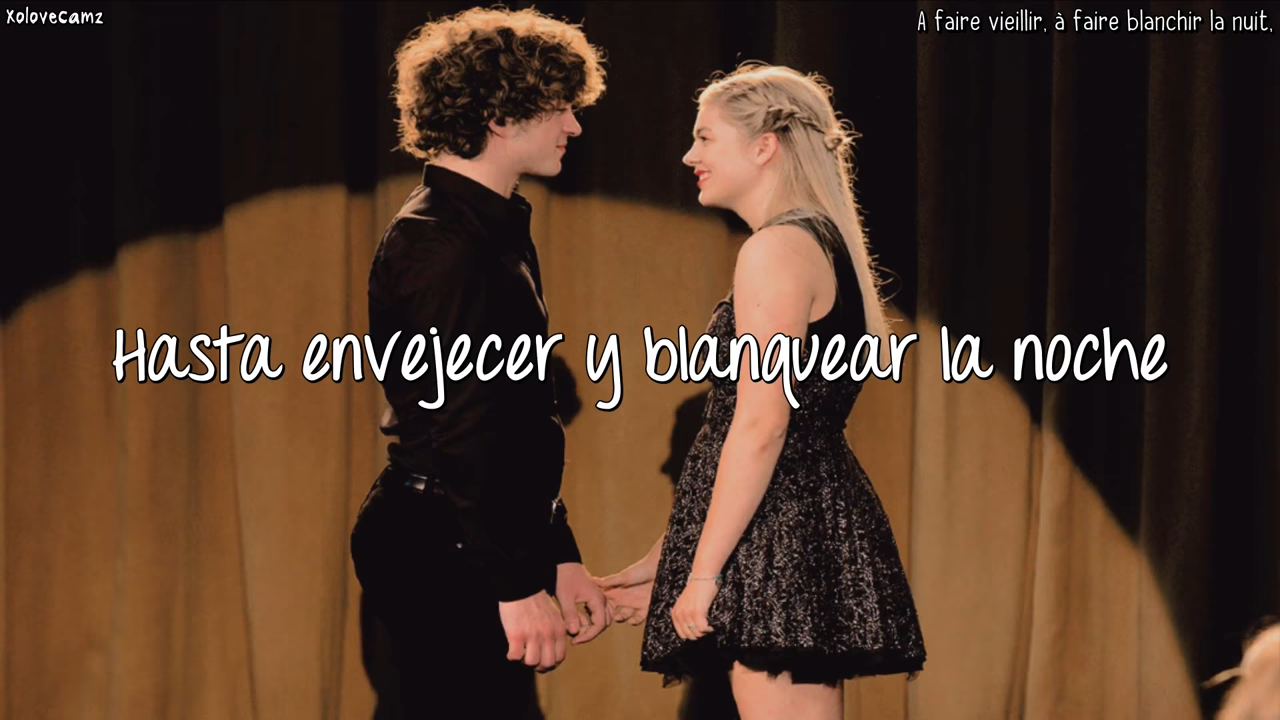 XoloveCamz
A faire vieillir, à faire blanchir la nuit,
Hasta envejecer y blanquear la noche